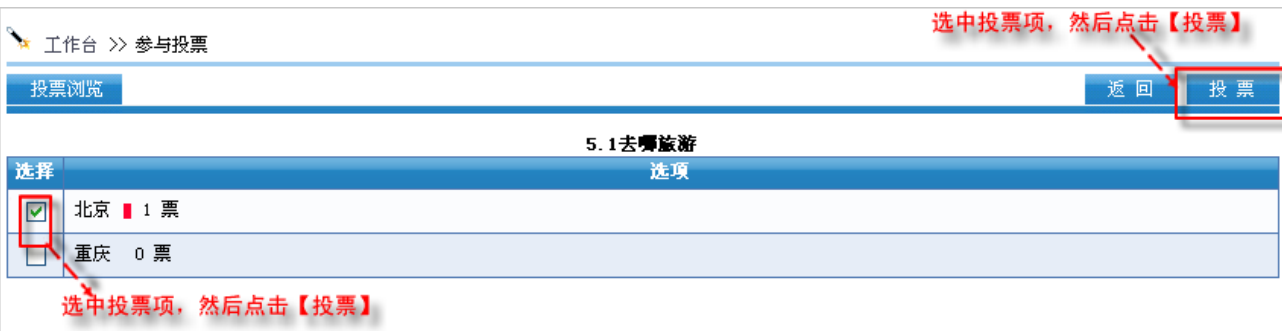 选中投票项，然后点击【投票】
工作台 >> 参与投票
投票浏览 返 回 投 票
5.1去哪旅游
选择 选项
北京 1 票
重庆 0 票
选中投票项，然后点击【投票】